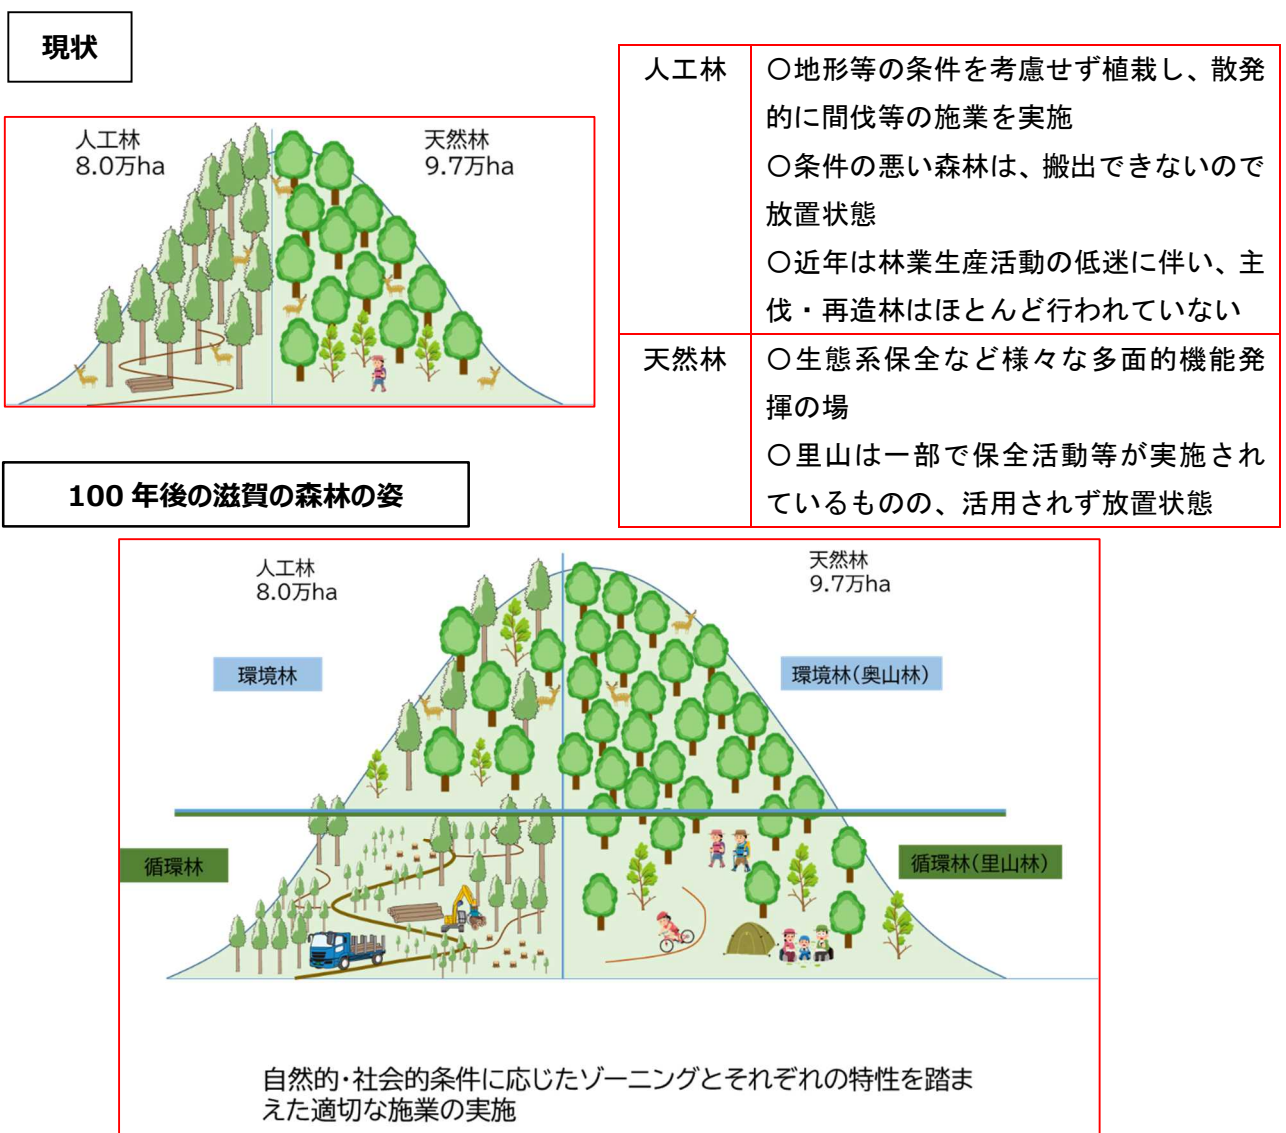 現状
人工林
8.0万ha
天然林
9.7万ha
人工林
〇地形等の条件を考慮せず植栽し、散発
的に間伐等の施業を実施
〇条件の悪い森林は、搬出できないので
放置状態
〇近年は林業生産活動の低迷に伴い、主
伐・再造林はほとんど行われていない
天然林
〇生態系保全など様々な多面的機能発
揮の場
〇里山は一部で保全活動等が実施され
ているものの、活用されず放置状態
100 年後の滋賀の森林の姿
人工林
8.0万ha
天然林
9.7万ha
環境林
環境林(奥山林)
循環林
循環林(里山林)
自然的・社会的条件に応じたゾーニングとそれぞれの特性を踏ま
えた適切な施業の実施